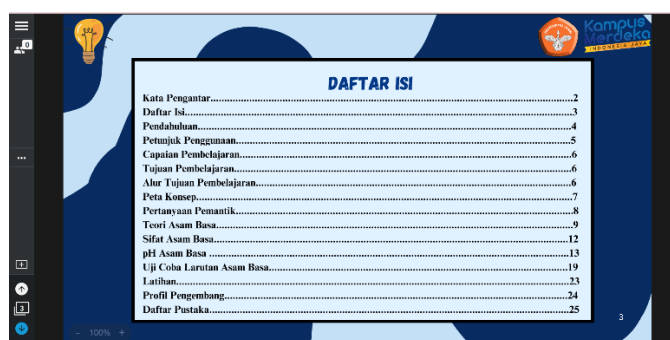 0
Kampus
Merdeka
INDONESIA JAYA
DAFTAR ISI
Kata Pengantar...2
Daftar Isi...3
Pendahuluan...4
Petunjuk Penggunaan...5
Capaian Pembelajaran...6
Tujuan Pembelajaran...6
Alur Tujuan Pembelajaran...6
Peta Konsep...7
Pertanyaan Pemantik...8
Teori Asam Basa...9
Sifat Asam Basa...12
pH Asam Basa ...13
Uji Coba Larutan Asam Basa...19
Latihan...23
Profil Pengembang...24
Daftar Pustaka...25
3
3
- 100% +